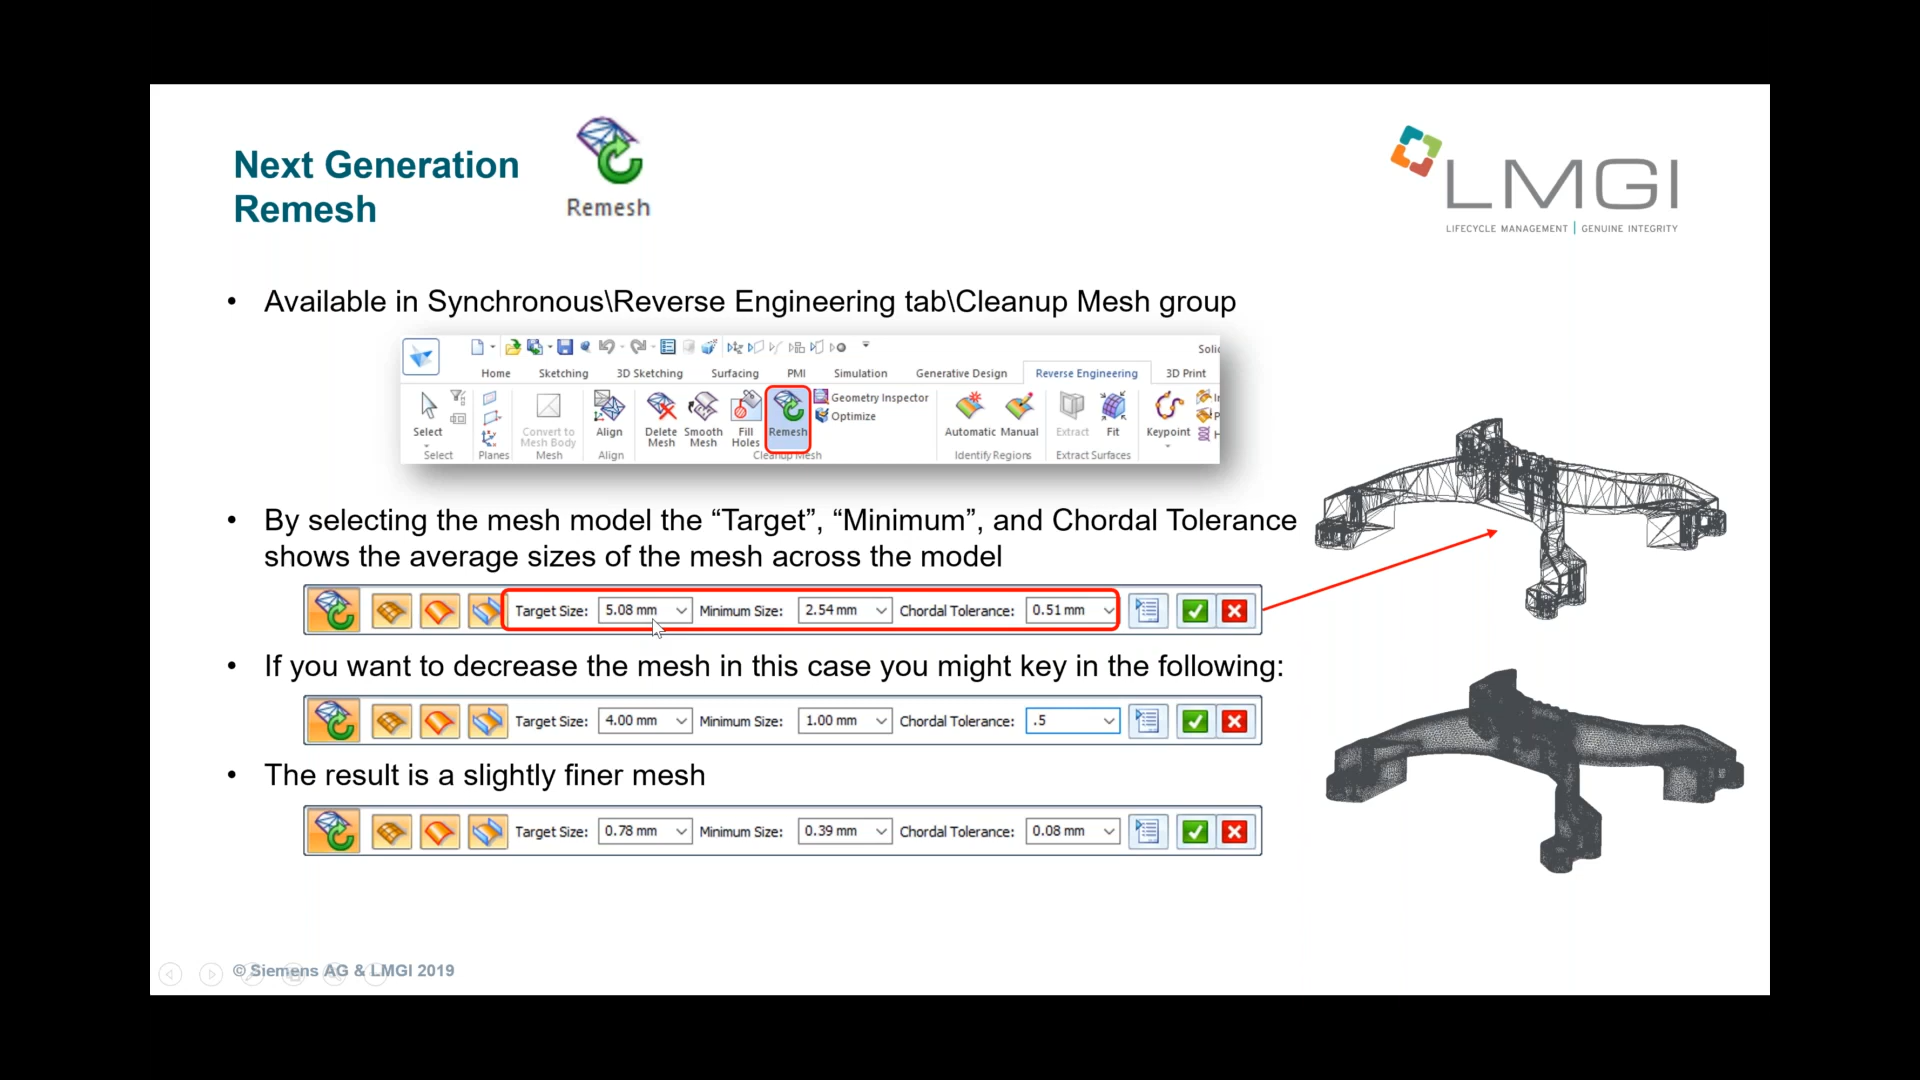 Next Generation
Remesh
Remesh
LMGI
LIFECYCLE MANAGEMENT | GENUINE INTEGRITY
• Available in Synchronous\Reverse Engineering tab\Cleanup Mesh group
Home Sketching 3D Sketching Surfacing PMI Simulation Generative Design Reverse Engineering 3D Print
Select
Select
Planes
Convert to
Mesh Body
Mesh
Align
Align
Delete
Mesh
Smooth
Mesh
Fill
Holes
Remesh
Geometry Inspector
Optimize
Cleanup Mesh
Automatic Manual
Identify Regions
Extract Fit
Extract Surfaces
Keypoint
• By selecting the mesh model the “Target”, “Minimum”, and Chordal Tolerance
shows the average sizes of the mesh across the model
Target Size: 5.08 mm Minimum Size: 2.54 mm Chordal Tolerance: 0.51 mm
• If you want to decrease the mesh in this case you might key in the following:
Target Size: 4.00 mm Minimum Size: 1.00 mm Chordal Tolerance: .5
• The result is a slightly finer mesh
Target Size: 0.78 mm Minimum Size: 0.39 mm Chordal Tolerance: 0.08 mm
© Siemens AG & LMGI 2019